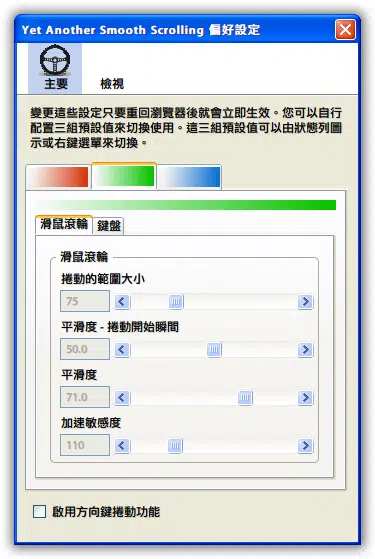 Yet Another Smooth Scrolling 偏好設定
主要
檢視
變更這些設定只要重回瀏覽器後就會立即生效。您可以自行
配置三組預設值來切換使用。這三組預設值可以由狀態列圖
示或右鍵選單來切換。
滑鼠滾輪
鍵盤
滑鼠滾輪
捲動的範圍大小
75
平滑度 - 捲動開始瞬間
50.0
平滑度
71.0
加速敏感度
110
啟用方向鍵捲動功能